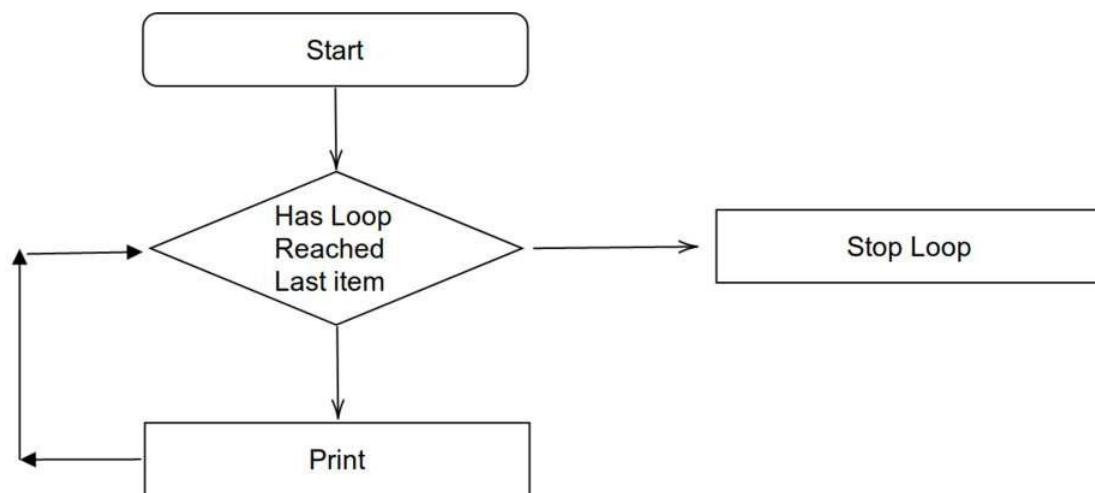 Start
Has Loop
Reached
Last item
Stop Loop
Print